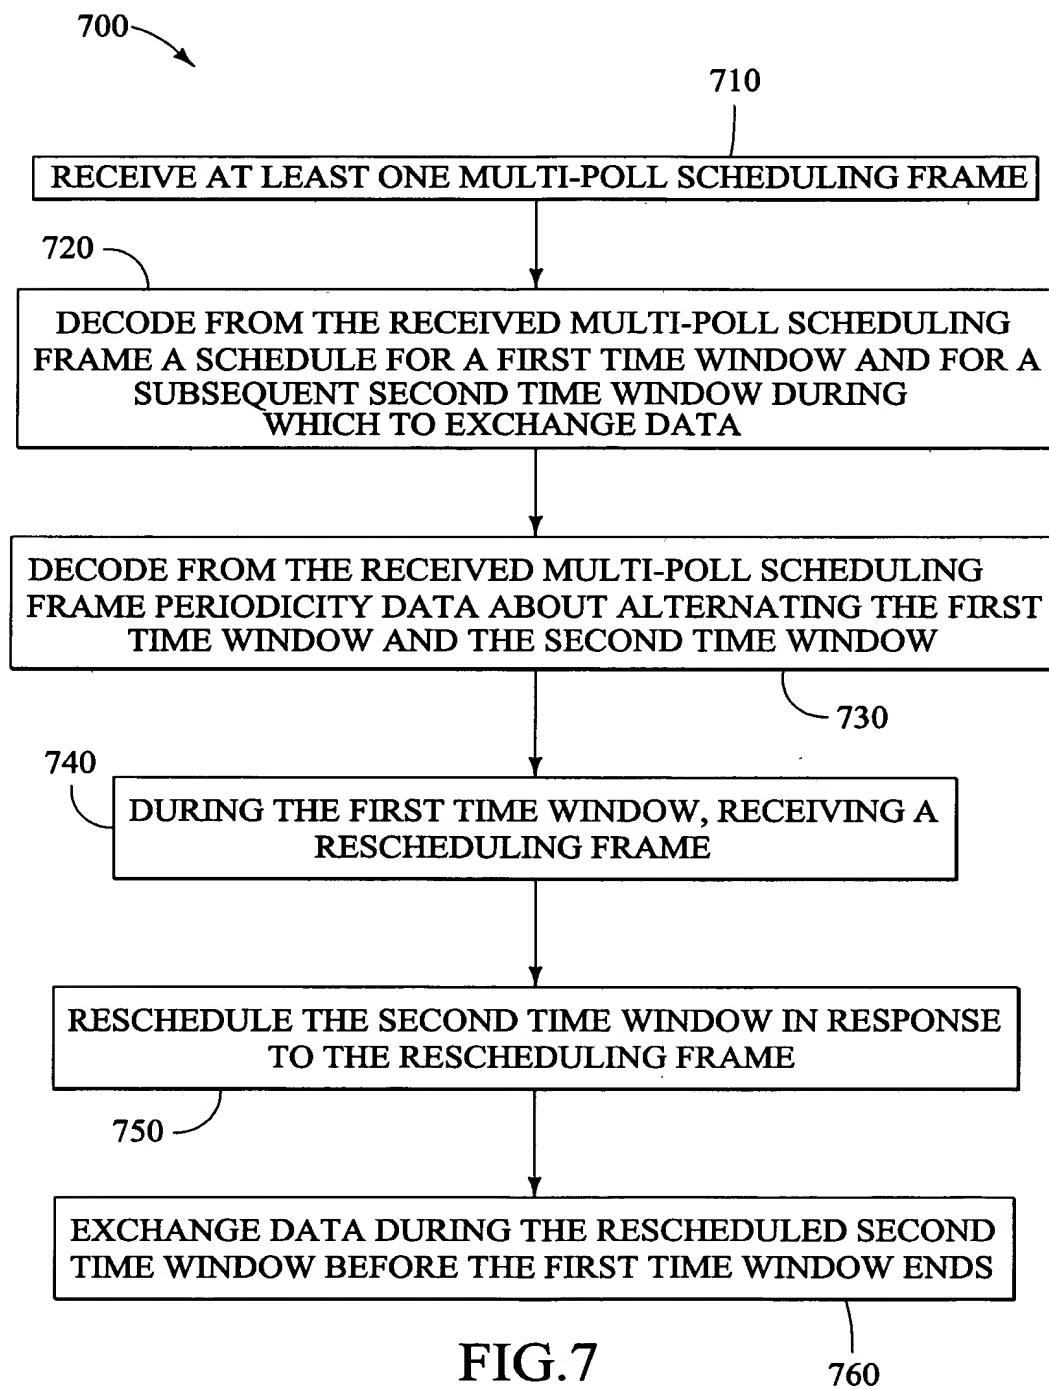 700
710
RECEIVE AT LEAST ONE MULTI-POLL SCHEDULING FRAME
720
DECODE FROM THE RECEIVED MULTI-POLL SCHEDULING
FRAME A SCHEDULE FOR A FIRST TIME WINDOW AND FOR A
SUBSEQUENT SECOND TIME WINDOW DURING
WHICH TO EXCHANGE DATA
DECODE FROM THE RECEIVED MULTI-POLL SCHEDULING
FRAME PERIODICITY DATA ABOUT ALTERNATING THE FIRST
TIME WINDOW AND THE SECOND TIME WINDOW
730
740
DURING THE FIRST TIME WINDOW, RECEIVING A
RESCHEDULING FRAME
RESCHEDULE THE SECOND TIME WINDOW IN RESPONSE
TO THE RESCHEDULING FRAME
750
EXCHANGE DATA DURING THE RESCHEDULED SECOND
TIME WINDOW BEFORE THE FIRST TIME WINDOW ENDS
760
FIG.7